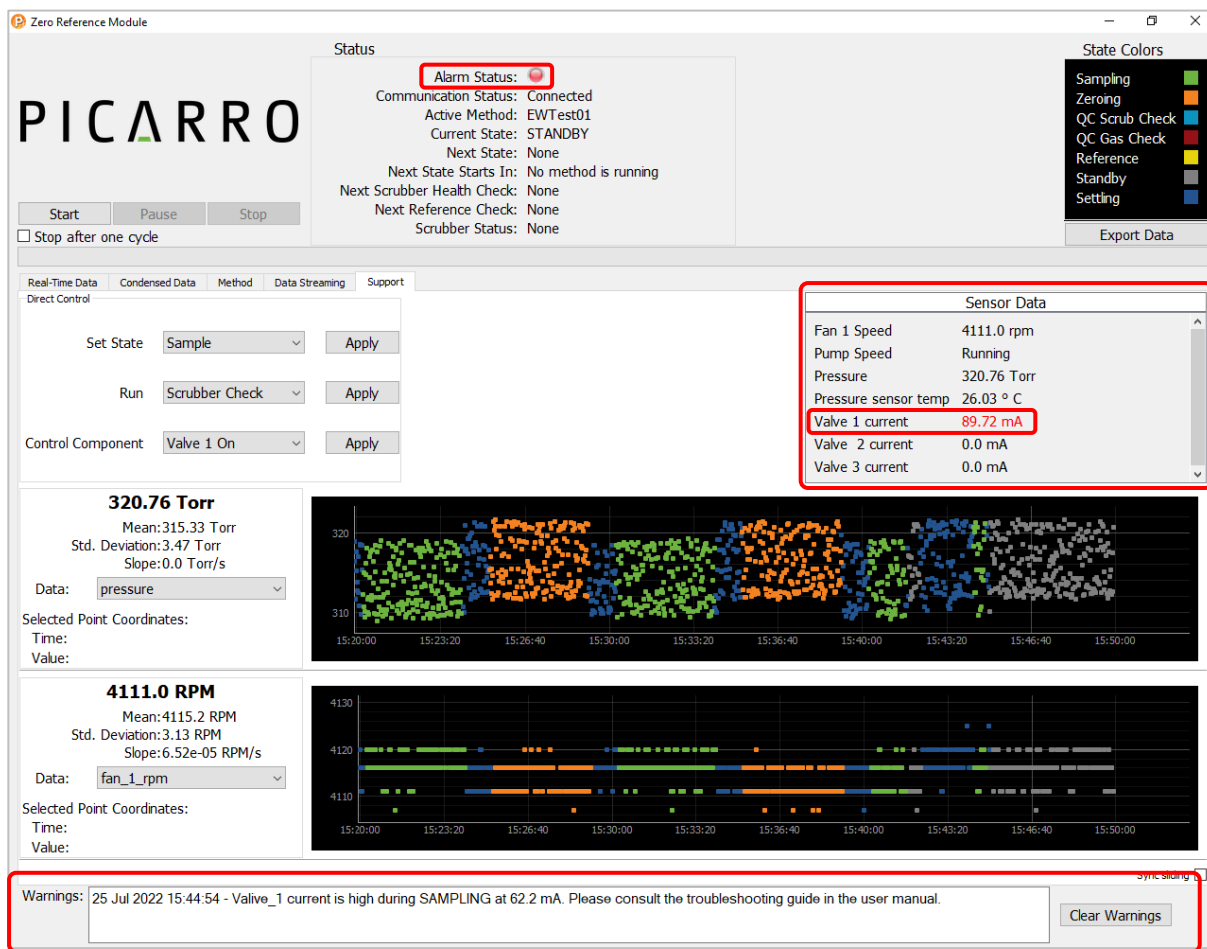 Zero Reference Module
PICARRO
Status
Alarm Status:
Communication Status: Connected
Active Method: EWTest01
Current State: STANDBY
Next State: None
Next State Starts In: No method is running
Next Scrubber Health Check: None
Next Reference Check: None
Scrubber Status: None
State Colors
Sampling
Zeroing
QC Scrub Check
QC Gas Check
Reference
Standby
Setting
Start Pause Stop
Stop after one cycle
Export Data
Real-Time Data Condensed Data Method Data Streaming Support
Direct Control
Set State Sample Apply
Run Scrubber Check Apply
Control Component Valve 1 On Apply
Sensor Data
Fan 1 Speed 4111.0 rpm
Pump Speed Running
Pressure 320.76 Torr
Pressure sensor temp 26.03 ° C
Valve 1 current 89.72 mA
Valve 2 current 0.0 mA
Valve 3 current 0.0 mA
320.76 Torr
Mean:315.33 Torr
Std. Deviation:3.47 Torr
Slope:0.0 Torr/s
Data: pressure
Selected Point Coordinates:
Time:
Value:
320
310
15:20:00 15:23:20 15:26:40 15:30:00 15:33:20 15:36:40 15:40:00 15:43:20 15:46:40 15:50:00
4111.0 RPM
Mean:4115.2 RPM
Std. Deviation:3.13 RPM
Slope:6.52e-05 RPM/s
Data: fan_1_rpm
Selected Point Coordinates:
Time:
Value:
4130
4120
4110
15:20:00 15:23:20 15:26:40 15:30:00 15:33:20 15:36:40 15:40:00 15:43:20 15:46:40 15:50:00
Sync sliding
Warnings: 25 Jul 2022 15:44:54 - Valive_1 current is high during SAMPLING at 62.2 mA. Please consult the troubleshooting guide in the user manual.
Clear Warnings